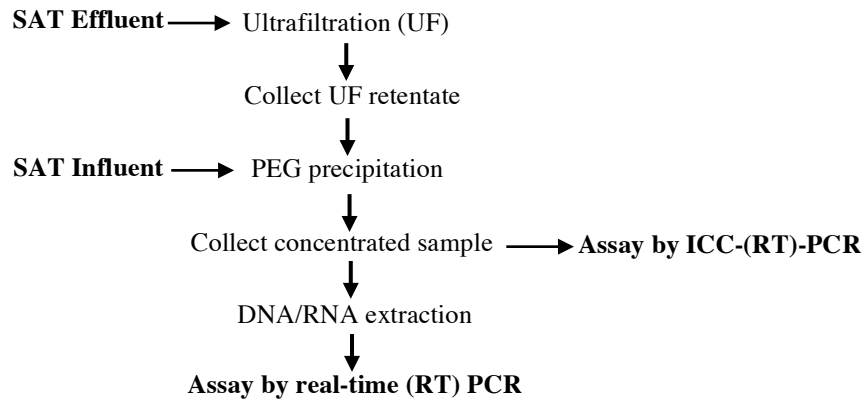 SAT Effluent Ultrafiltration (UF)
Collect UF retentate
SAT Influent PEG precipitation
Collect concentrated sample Assay by ICC-(RT)-PCR
DNA/RNA extraction
Assay by real-time (RT) PCR